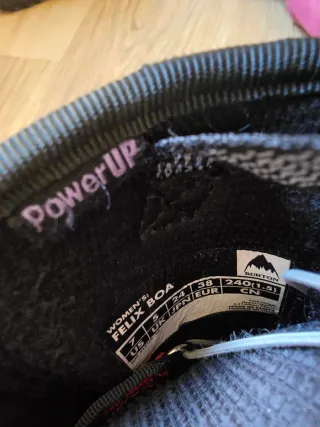 PowerUP
BURTON
WOMEN'S:
FELIX BOA
7 5 24 38 240(1-5)
US UK JPN EUR CN